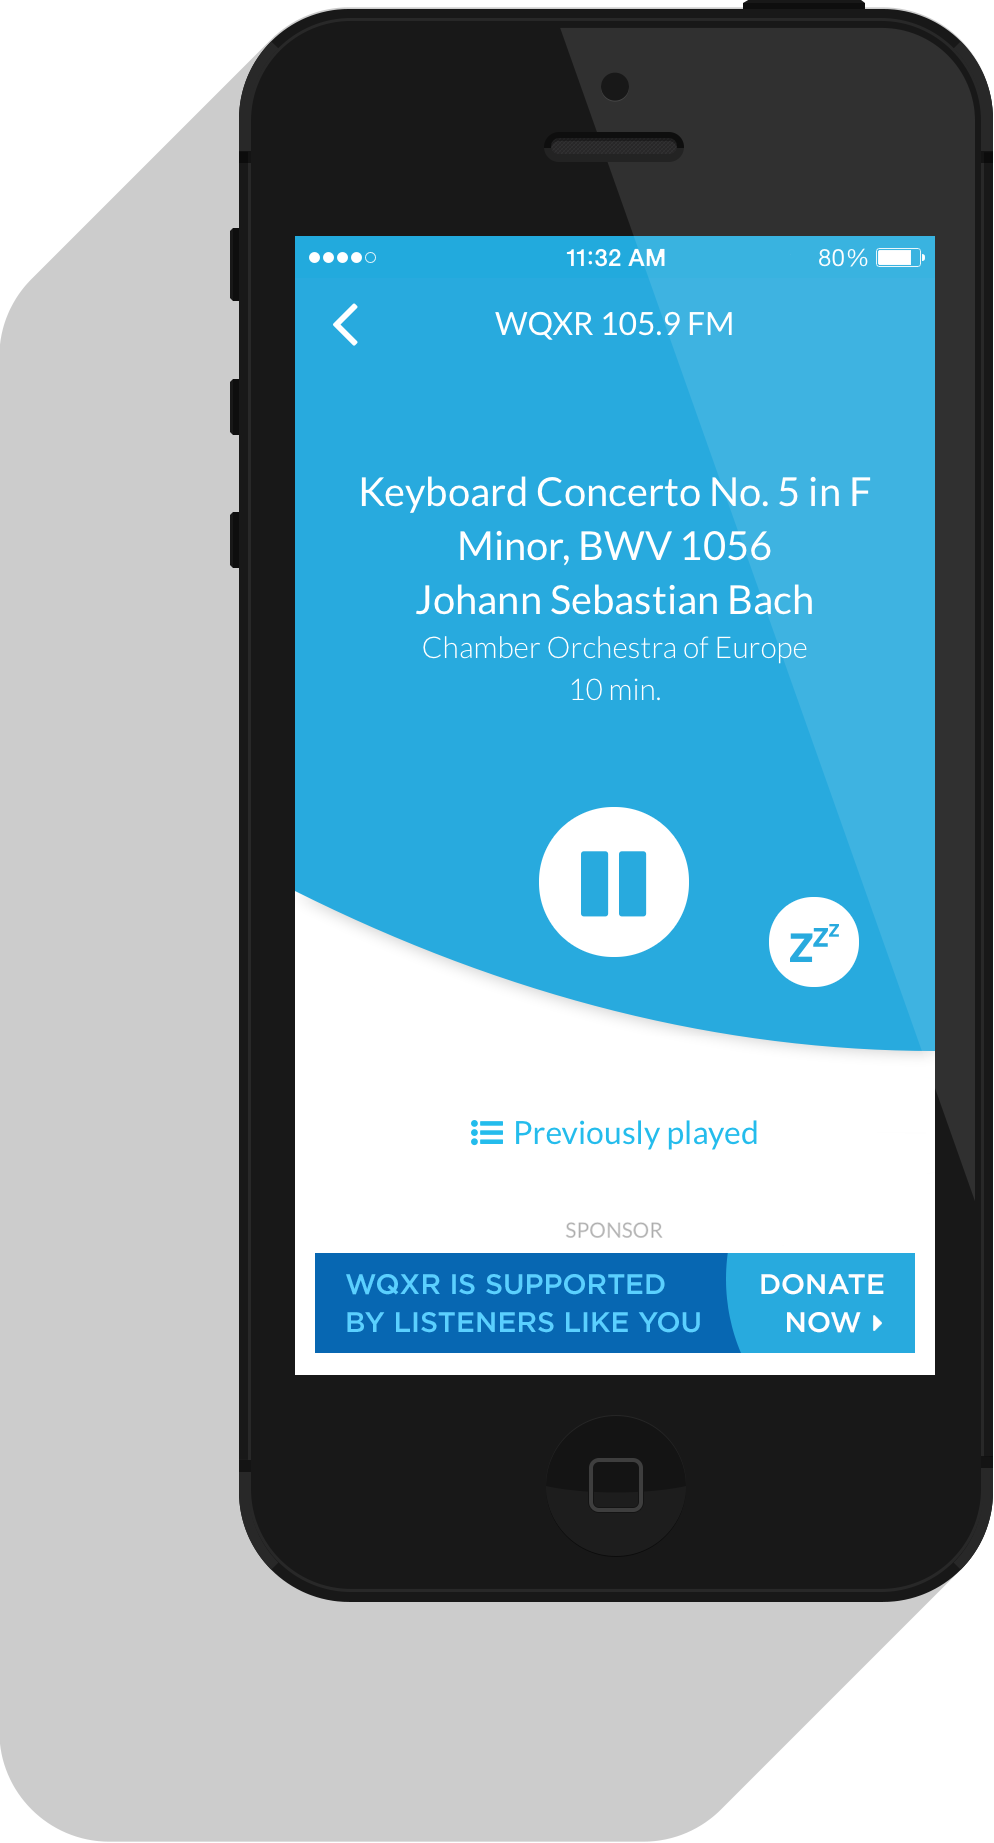 11:32 AM 80%
WQXR 105.9 FM
Keyboard Concerto No. 5 in F
Minor, BWV 1056
Johann Sebastian Bach
Chamber Orchestra of Europe
10 min.
zzz
Previously played
SPONSOR
WQXR IS SUPPORTED
BY LISTENERS LIKE YOU
DONATE
NOW